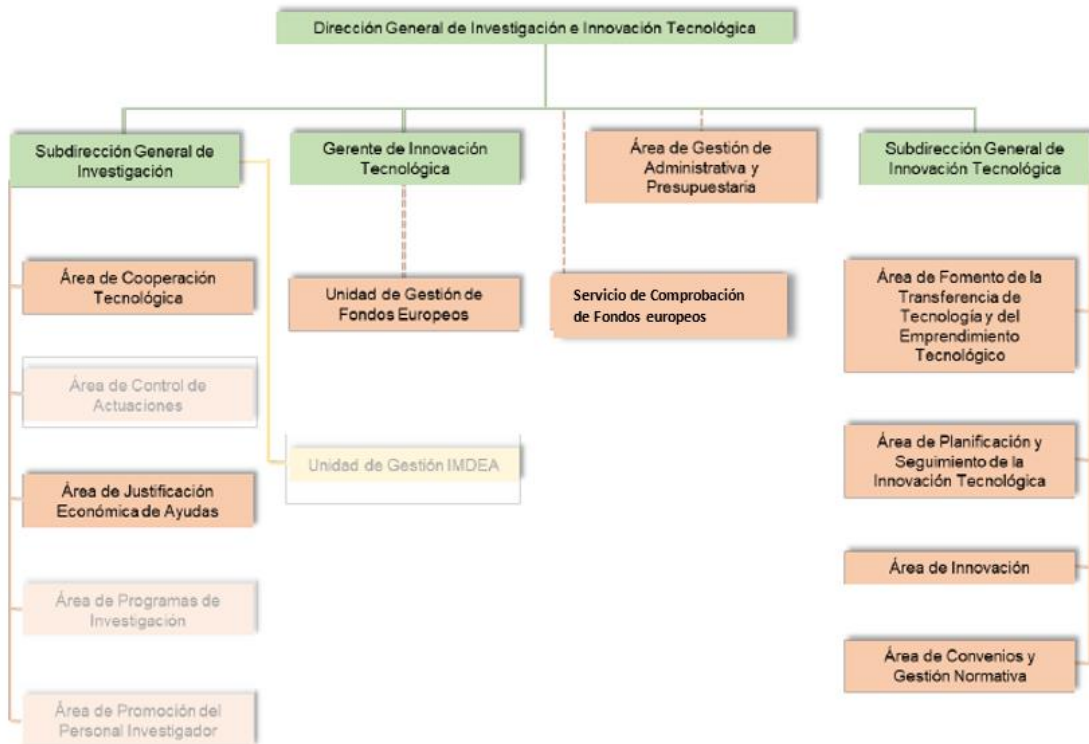 Dirección General de Investigación e Innovación Tecnológica
Subdirección General de
Investigación
Gerente de Innovación
Tecnológica
Área de Gestión de
Administrativa y
Presupuestaria
Subdirección General de
Innovación Tecnológica
Área de Cooperación
Tecnológica
Unidad de Gestión de
Fondos Europeos
Servicio de Comprobación
de Fondos europeos
Área de Fomento de la
Transferencia de
Tecnología y del
Emprendimiento
Tecnológico
Área de Control de
Actuaciones
Unidad de Gestión IMDEA
Área de Planificación y
Seguimiento de la
Innovación Tecnológica
Área de Justificación
Económica de Ayudas
Área de Innovación
Área de Programas de
Investigación
Área de Convenios y
Gestión Normativa
Área de Promoción del
Personal Investigador